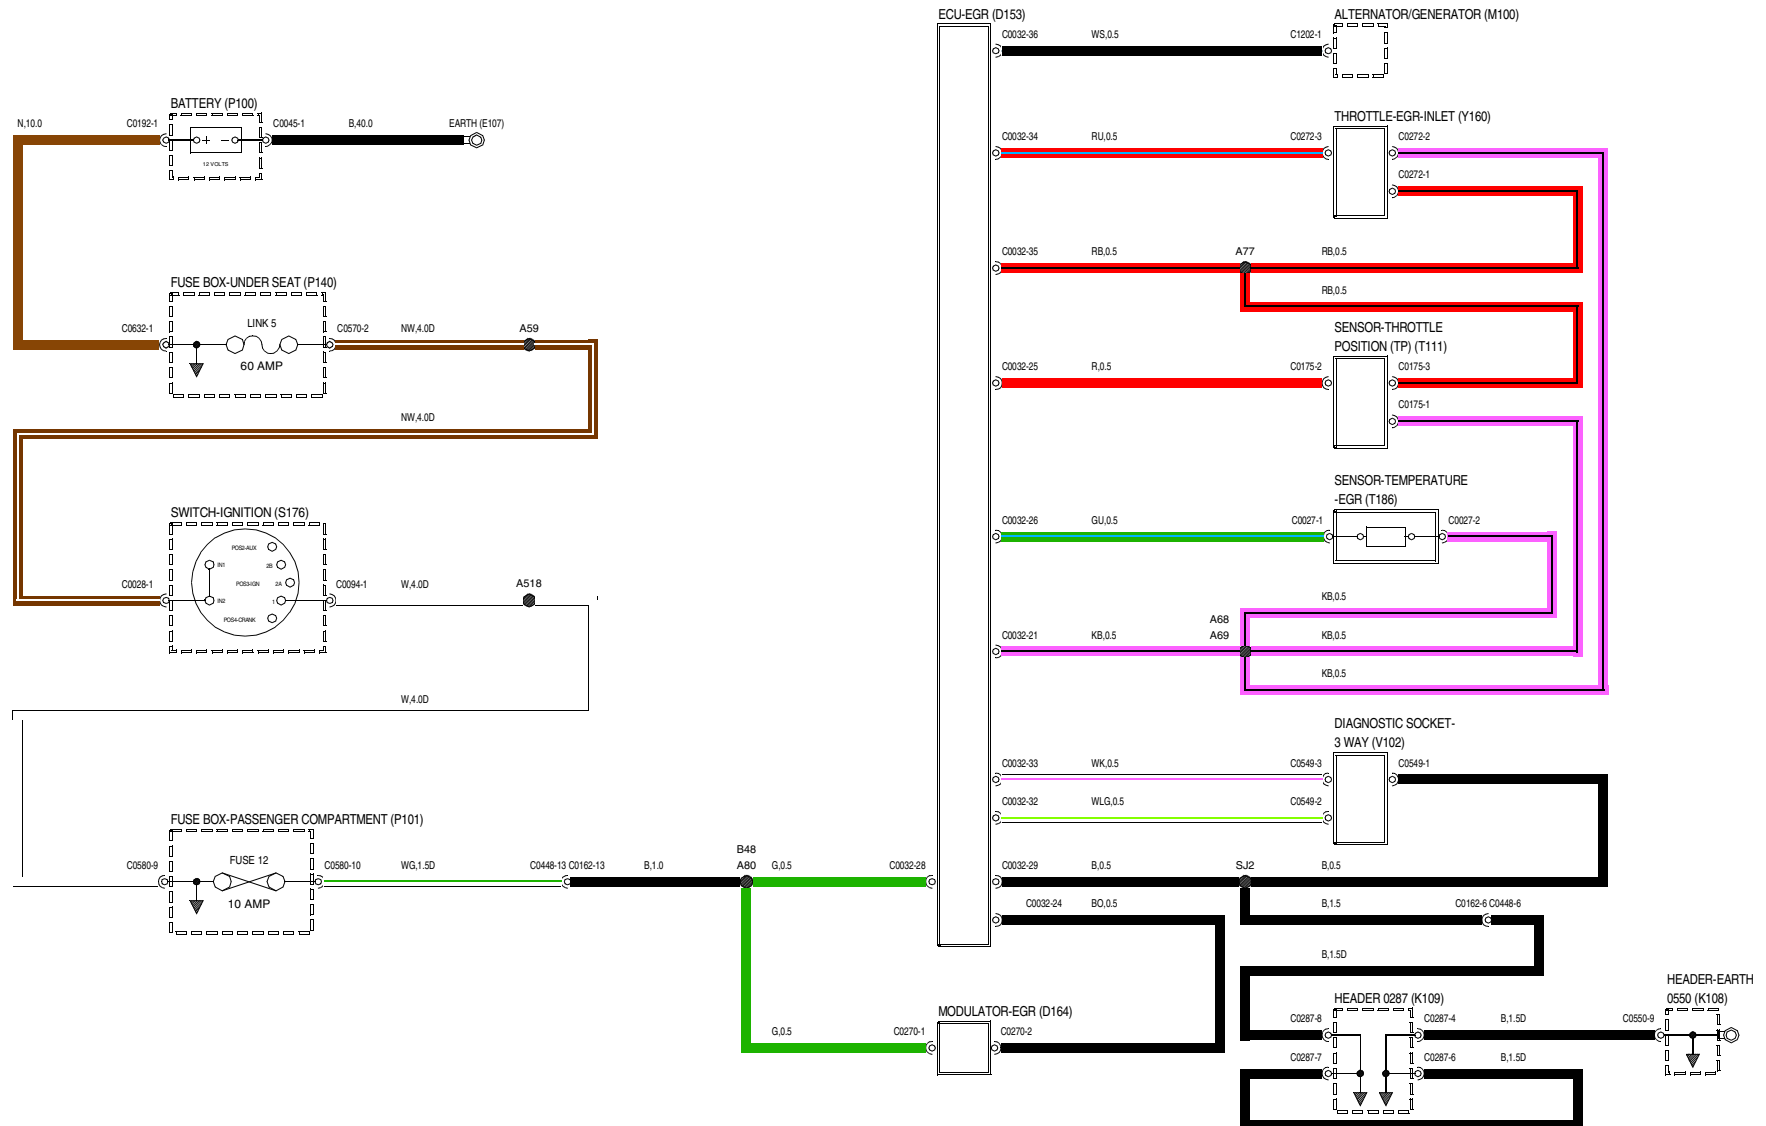 ECU-EGR (D153)
ALTERNATOR/GENERATOR (M100)
C0032-36 WS,0.5 C1202-1
BATTERY (P100)
N,10.0 C0192-1 C0045-1 B,40.0 EARTH (E107)
+ −
12 VOLTS
THROTTLE-EGR-INLET (Y160)
C0032-34 RU,0.5 C0272-3 C0272-2
C0272-1
C0032-35 RB,0.5 A77 RB,0.5
RB,0.5
FUSE BOX-UNDER SEAT (P140)
LINK 5
C0632-1 C0570-2 NW,4.0D A59
60 AMP
NW,4.0D
SENSOR-THROTTLE
POSITION (TP) (T111)
C0032-25 R,0.5 C0175-2 C0175-3
C0175-1
SENSOR-TEMPERATURE
-EGR (T186)
C0032-26 GU,0.5 C0027-1 C0027-2
KB,0.5
SWITCH-IGNITION (S176)
POS2-AUX
IN1 2B
POS3-IGN 2A
C0028-1 IN2 1 C0094-1 W,4.0D A518
POS4-CRANK
W,4.0D
A68
C0032-21 KB,0.5 A69 KB,0.5
KB,0.5
DIAGNOSTIC SOCKET-
3 WAY (V102)
C0032-33 WK,0.5 C0549-3 C0549-1
C0032-32 WLG,0.5 C0549-2
FUSE BOX-PASSENGER COMPARTMENT (P101)
FUSE 12
B48
C0580-9 C0580-10 WG,1.5D C0448-13 C0162-13 B,1.0 A80 G,0.5 C0032-28
10 AMP
C0032-29 B,0.5 SJ2 B,0.5
C0032-24 BO,0.5 B,1.5 C0162-6 C0448-6
B,1.5D
MODULATOR-EGR (D164)
G,0.5 C0270-1 C0270-2
HEADER 0287 (K109)
C0287-8 C0287-4 B,1.5D C0550-9
C0287-7 C0287-6 B,1.5D
HEADER-EARTH
0550 (K108)